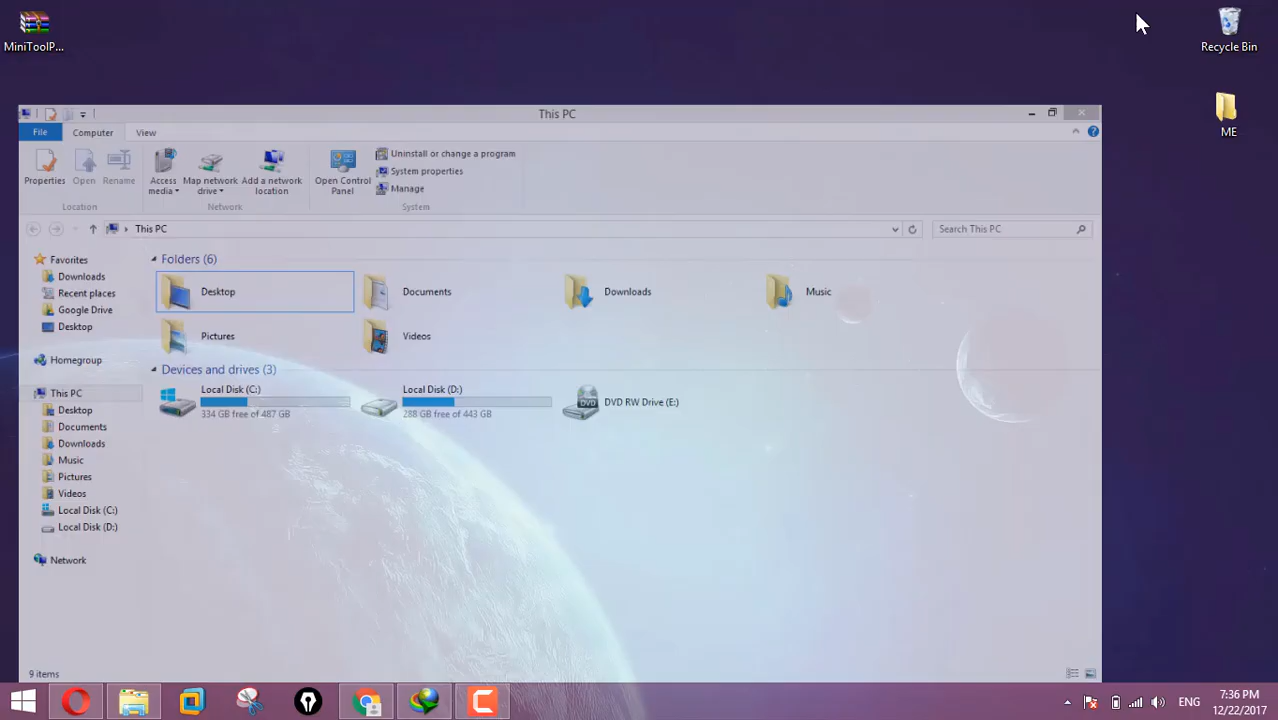 MiniToolP...
Recycle Bin
ME
This PC
File Computer View
Properties Open Rename
Access media Map network drive Add a network location
Open Control Panel
Uninstall or change a program
System properties
Manage
Location Network System
This PC
Search This PC
Favorites
Downloads
Recent places
Google Drive
Desktop
Homegroup
This PC
Desktop
Documents
Downloads
Music
Pictures
Videos
Local Disk (C:)
Local Disk (D:)
Network
Folders (6)
Desktop Documents Downloads Music
Pictures Videos
Devices and drives (3)
Local Disk (C:)
334 GB free of 487 GB
Local Disk (D:)
288 GB free of 443 GB
DVD
DVD RW Drive (E:)
9 items
ENG
7:36 PM
12/22/2017